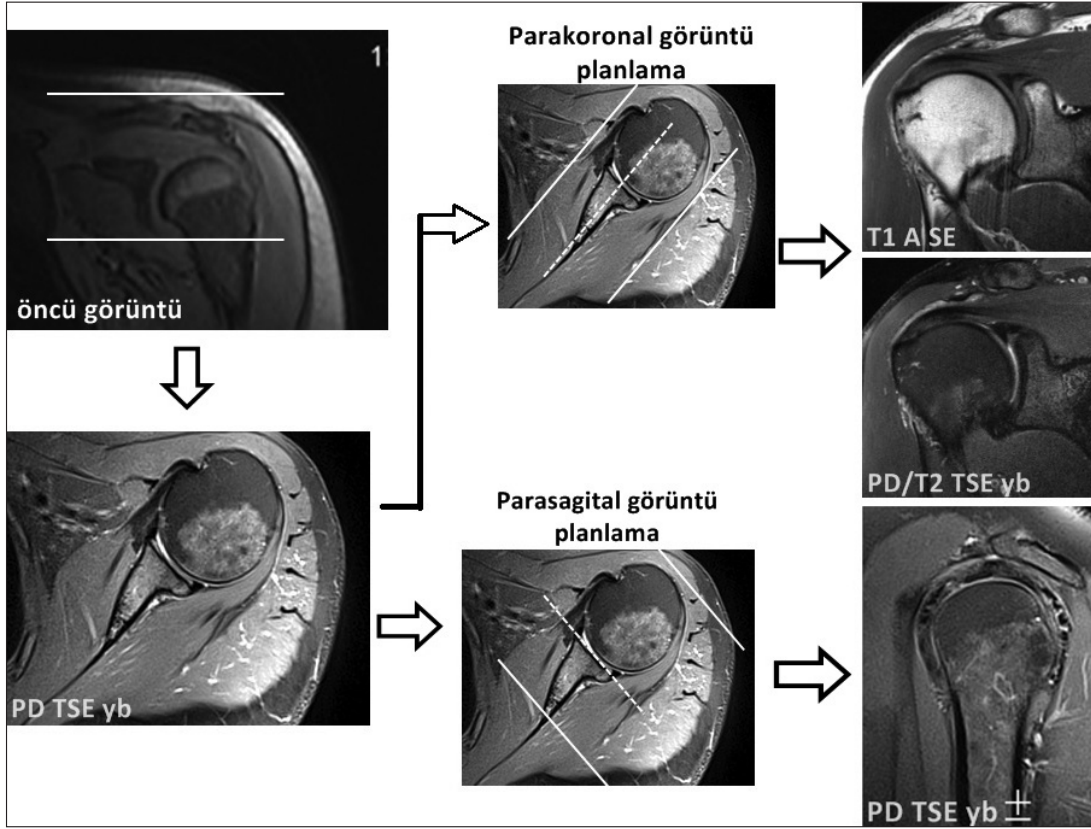 1
öncü görüntü
PD TSE yb
Parakoronal görüntü
planlama
Parasagital görüntü
planlama
T1 A SE
PD/T2 TSE yb
PD TSE yb ±